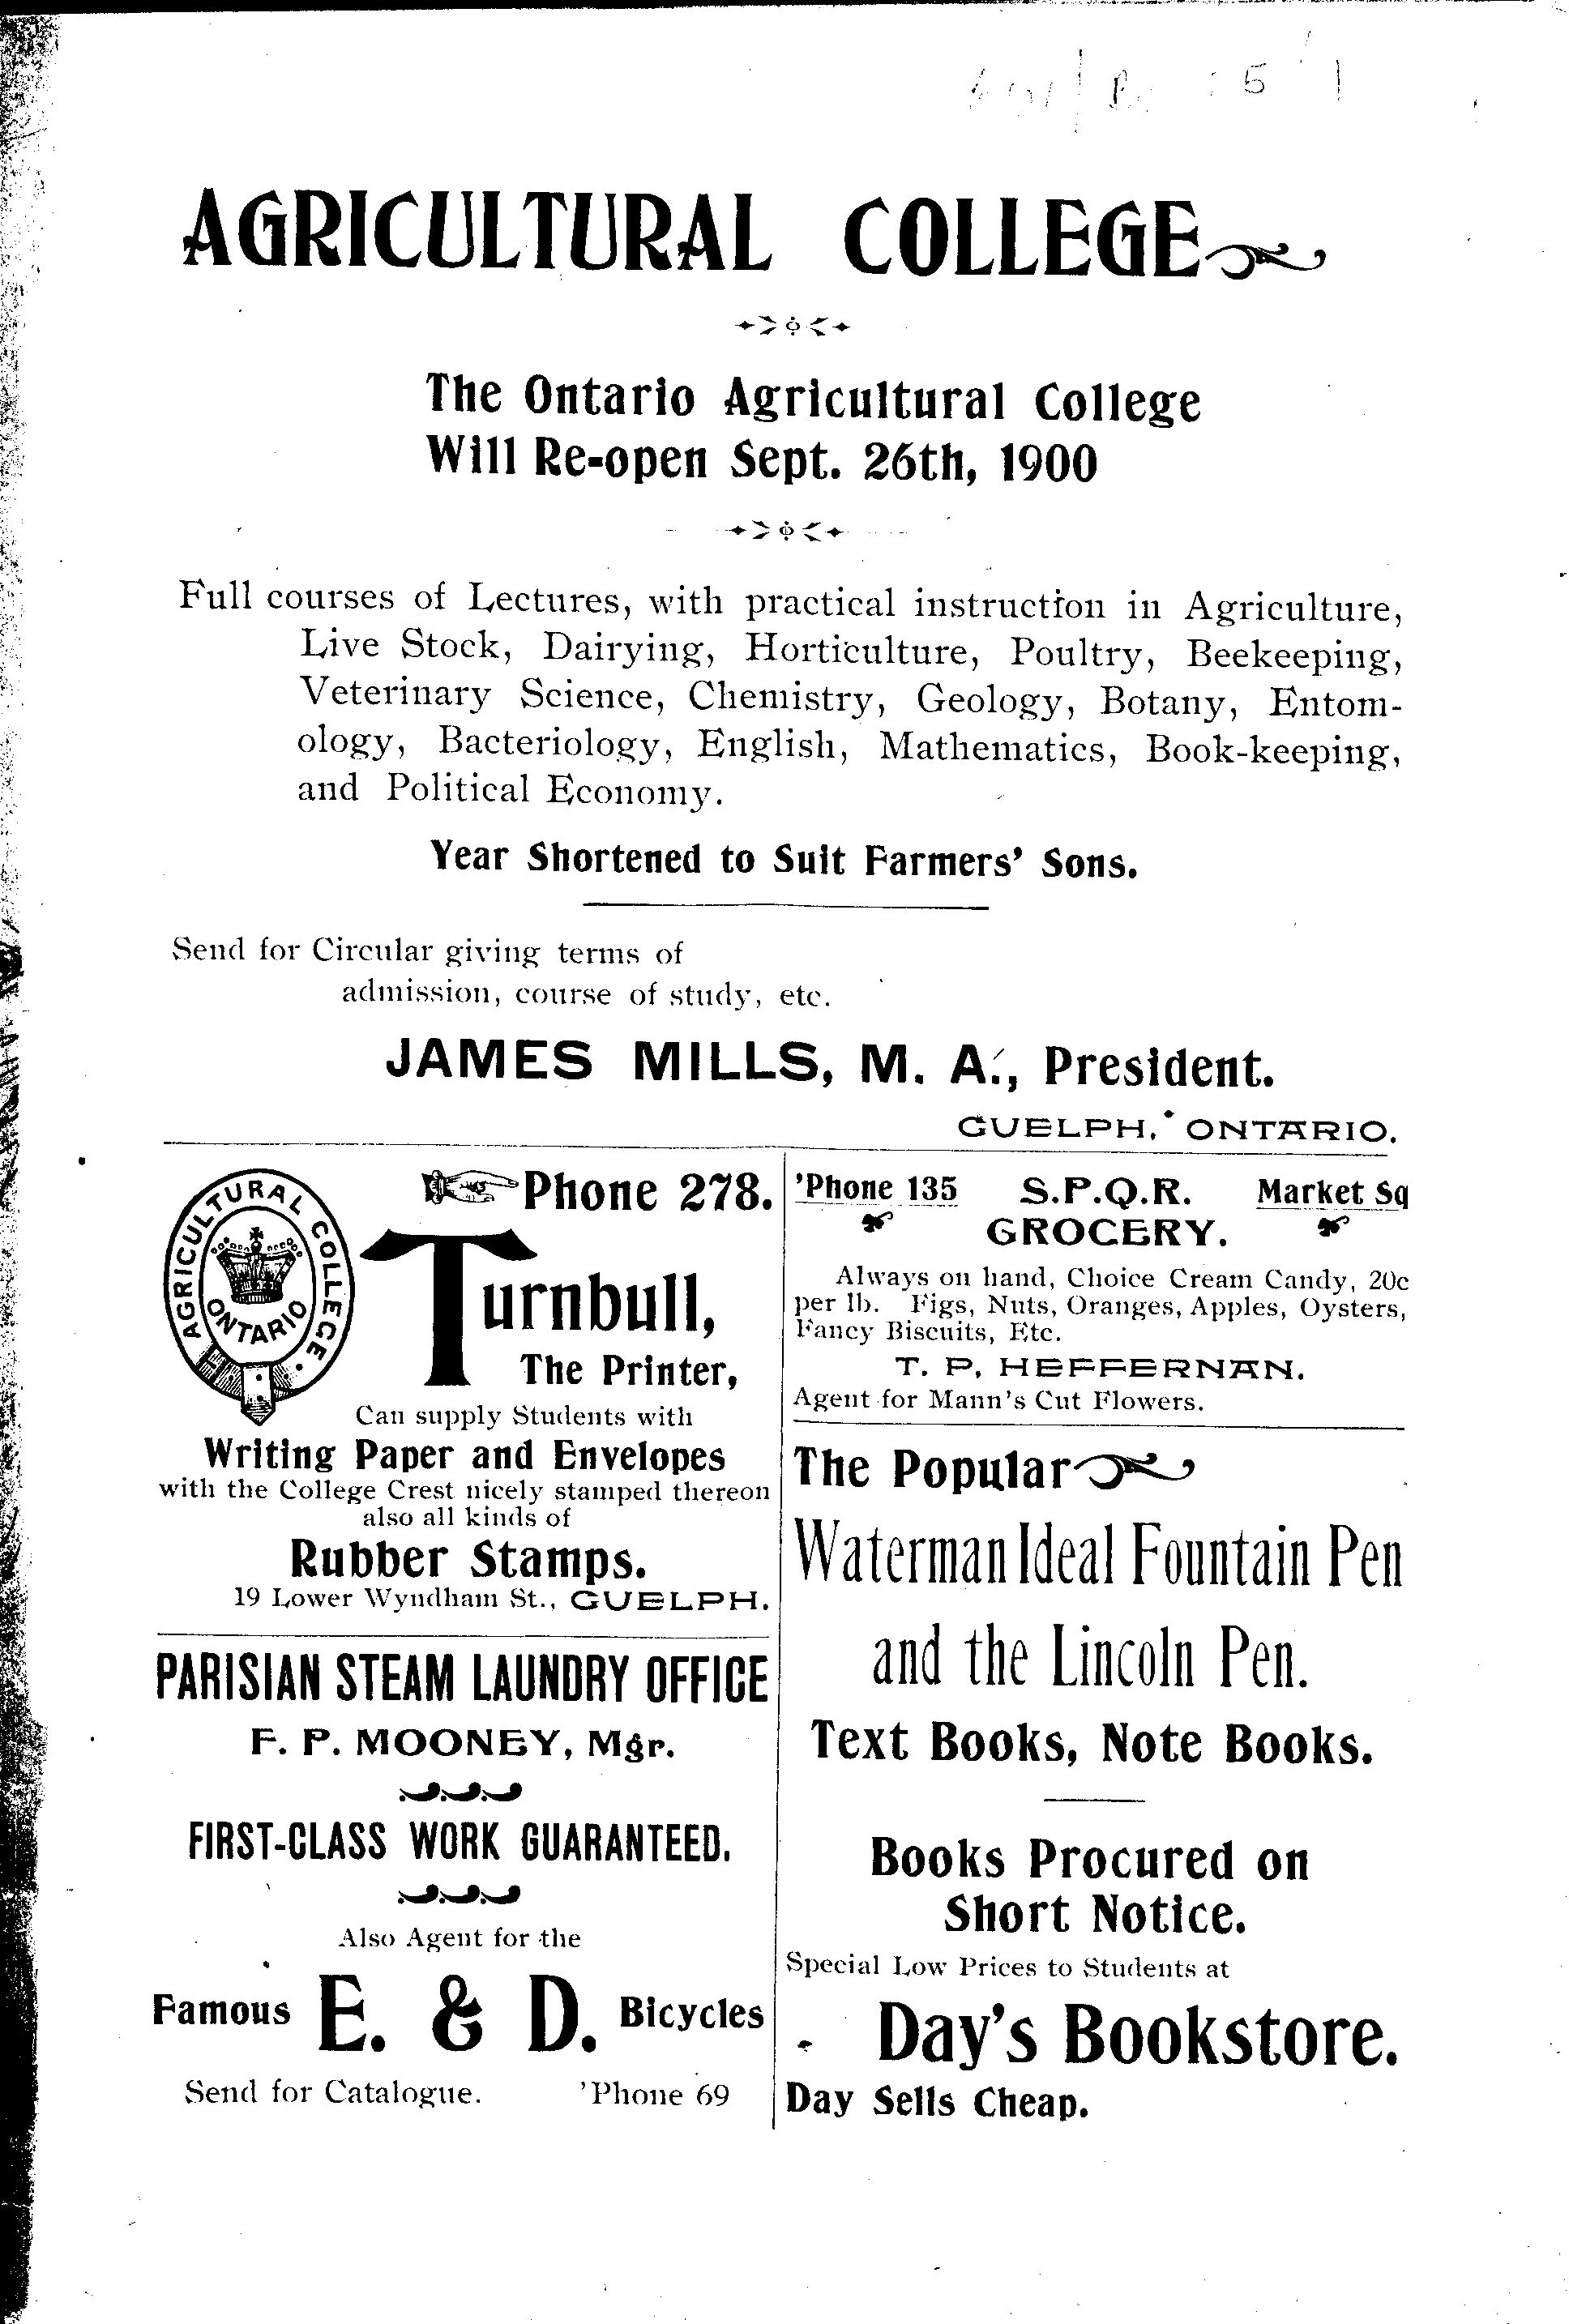 AGRICULTURAL COLLEGE
The Ontario Agricultural College
Will Re-open Sept. 26th, 1900
Full courses of Lectures, with practical instruction in Agriculture,
Live Stock, Dairying, Horticulture, Poultry, Beekeeping,
Veterinary Science, Chemistry, Geology, Botany, Entom-
ology, Bacteriology, English, Mathematics, Book-keeping,
and Political Economy.
Year Shortened to Suit Farmers' Sons.
Send for Circular giving terms of
admission, course of study, etc.
JAMES MILLS, M. A., President.
GUELPH, ONTARIO.
AGRICULTURAL COLLEGE
ONTARIO
Phone 278.
Turnbull,
The Printer,
Can supply Students with
Writing Paper and Envelopes
with the College Crest nicely stamped thereon
also all kinds of
Rubber Stamps.
19 Lower Wyndham St., GUELPH.
PARISIAN STEAM LAUNDRY OFFICE
F. P. MOONEY, Mgr.
FIRST-CLASS WORK GUARANTEED.
Also Agent for the
Famous E. & D. Bicycles
Send for Catalogue. 'Phone 69
'Phone 135 S.P.Q.R. Market Sq
GROCERY.
Always on hand, Choice Cream Candy, 20c
per lb. Figs, Nuts, Oranges, Apples, Oysters,
Fancy Biscuits, Etc.
T. P. HEFFERNAN.
Agent for Mann's Cut Flowers.
The Popular
Waterman Ideal Fountain Pen
and the Lincoln Pen.
Text Books, Note Books.
Books Procured on
Short Notice.
Special Low Prices to Students at
Day's Bookstore.
Day Sells Cheap.